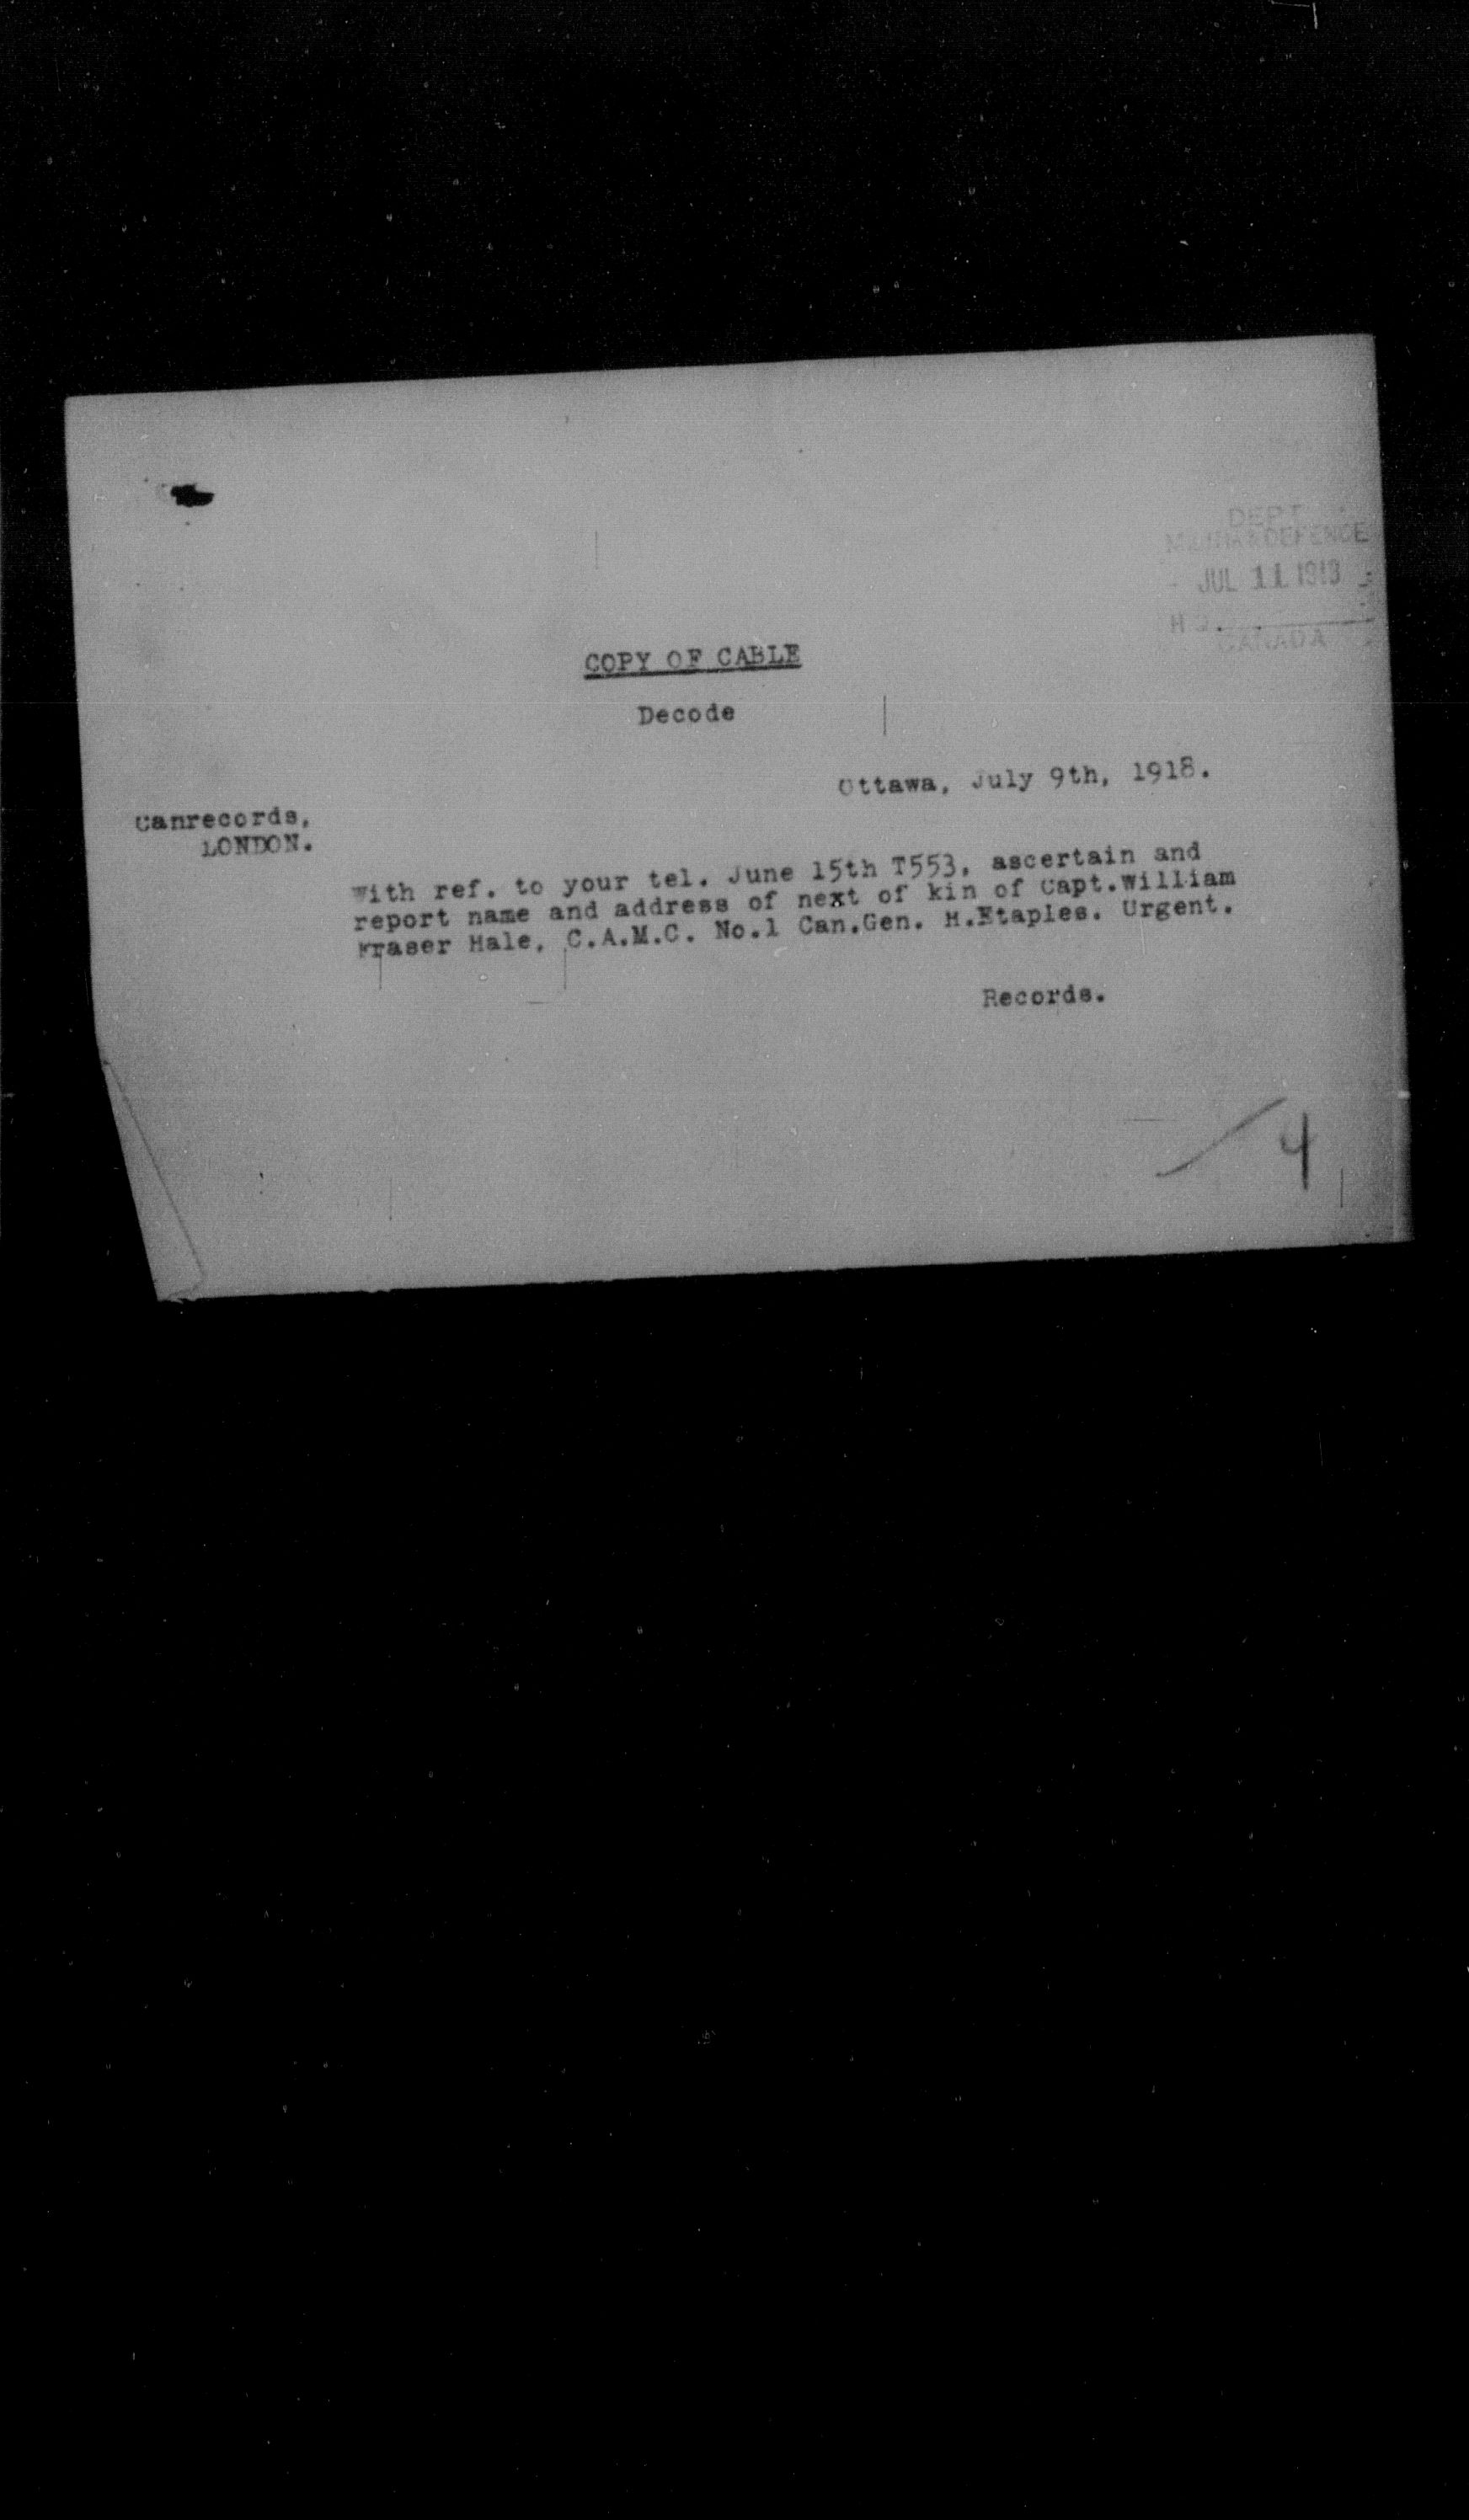 DEPT
MILITIA & DEFENCE
JUL 11 1918
H Q.
CANADA
COPY OF CABLE
Decode
Ottawa, July 9th, 1918.
Canrecords,
LONDON.
With ref. to your tel. June 15th T553, ascertain and
report name and address of next of kin of Capt.William
Fraser Hale, C.A.M.C. No.1 Can.Gen. H.Etaples. Urgent.
Records.
4